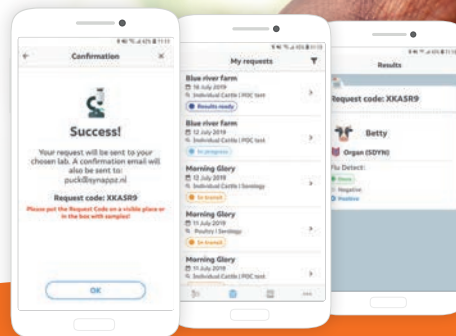 Confirmation
Success!
Your request will be sent to your
chosen lab. A confirmation email will
also be sent to:
puck@synappz.nl
Request code: XKASR9
Please put the Request Code on a visible place or
in the box with samples!
OK
My requests
Blue river farm
16 July 2019
Individual Cattle | POC test
Results ready
Blue river farm
12 July 2019
Individual Cattle | POC test
In progress
Morning Glory
12 July 2019
Individual Cattle | Serology
In transit
Morning Glory
11 July 2019
Poultry | Serology
In transit
Morning Glory
11 July 2019
Individual Cattle | POC test
In transit
Results
Request code: XKASR9
Betty
Organ (SDYN)
Flu Detect:
Negative
Positive